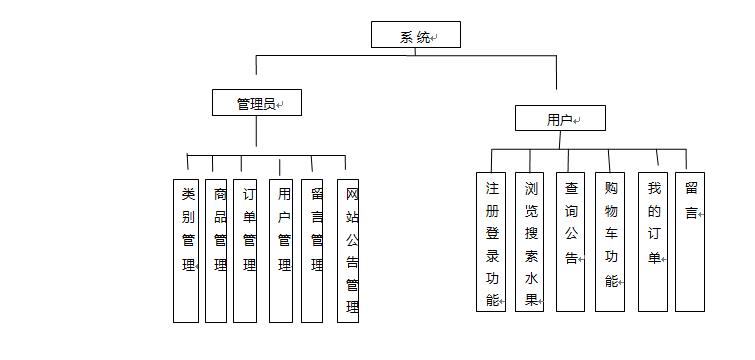 系 统
管理员
用户
类别管理
商品管理
订单管理
用户管理
留言管理
网站公告管理
注册登录功能
浏览搜索水果
查询公告
购物车功能
我的订单
留言